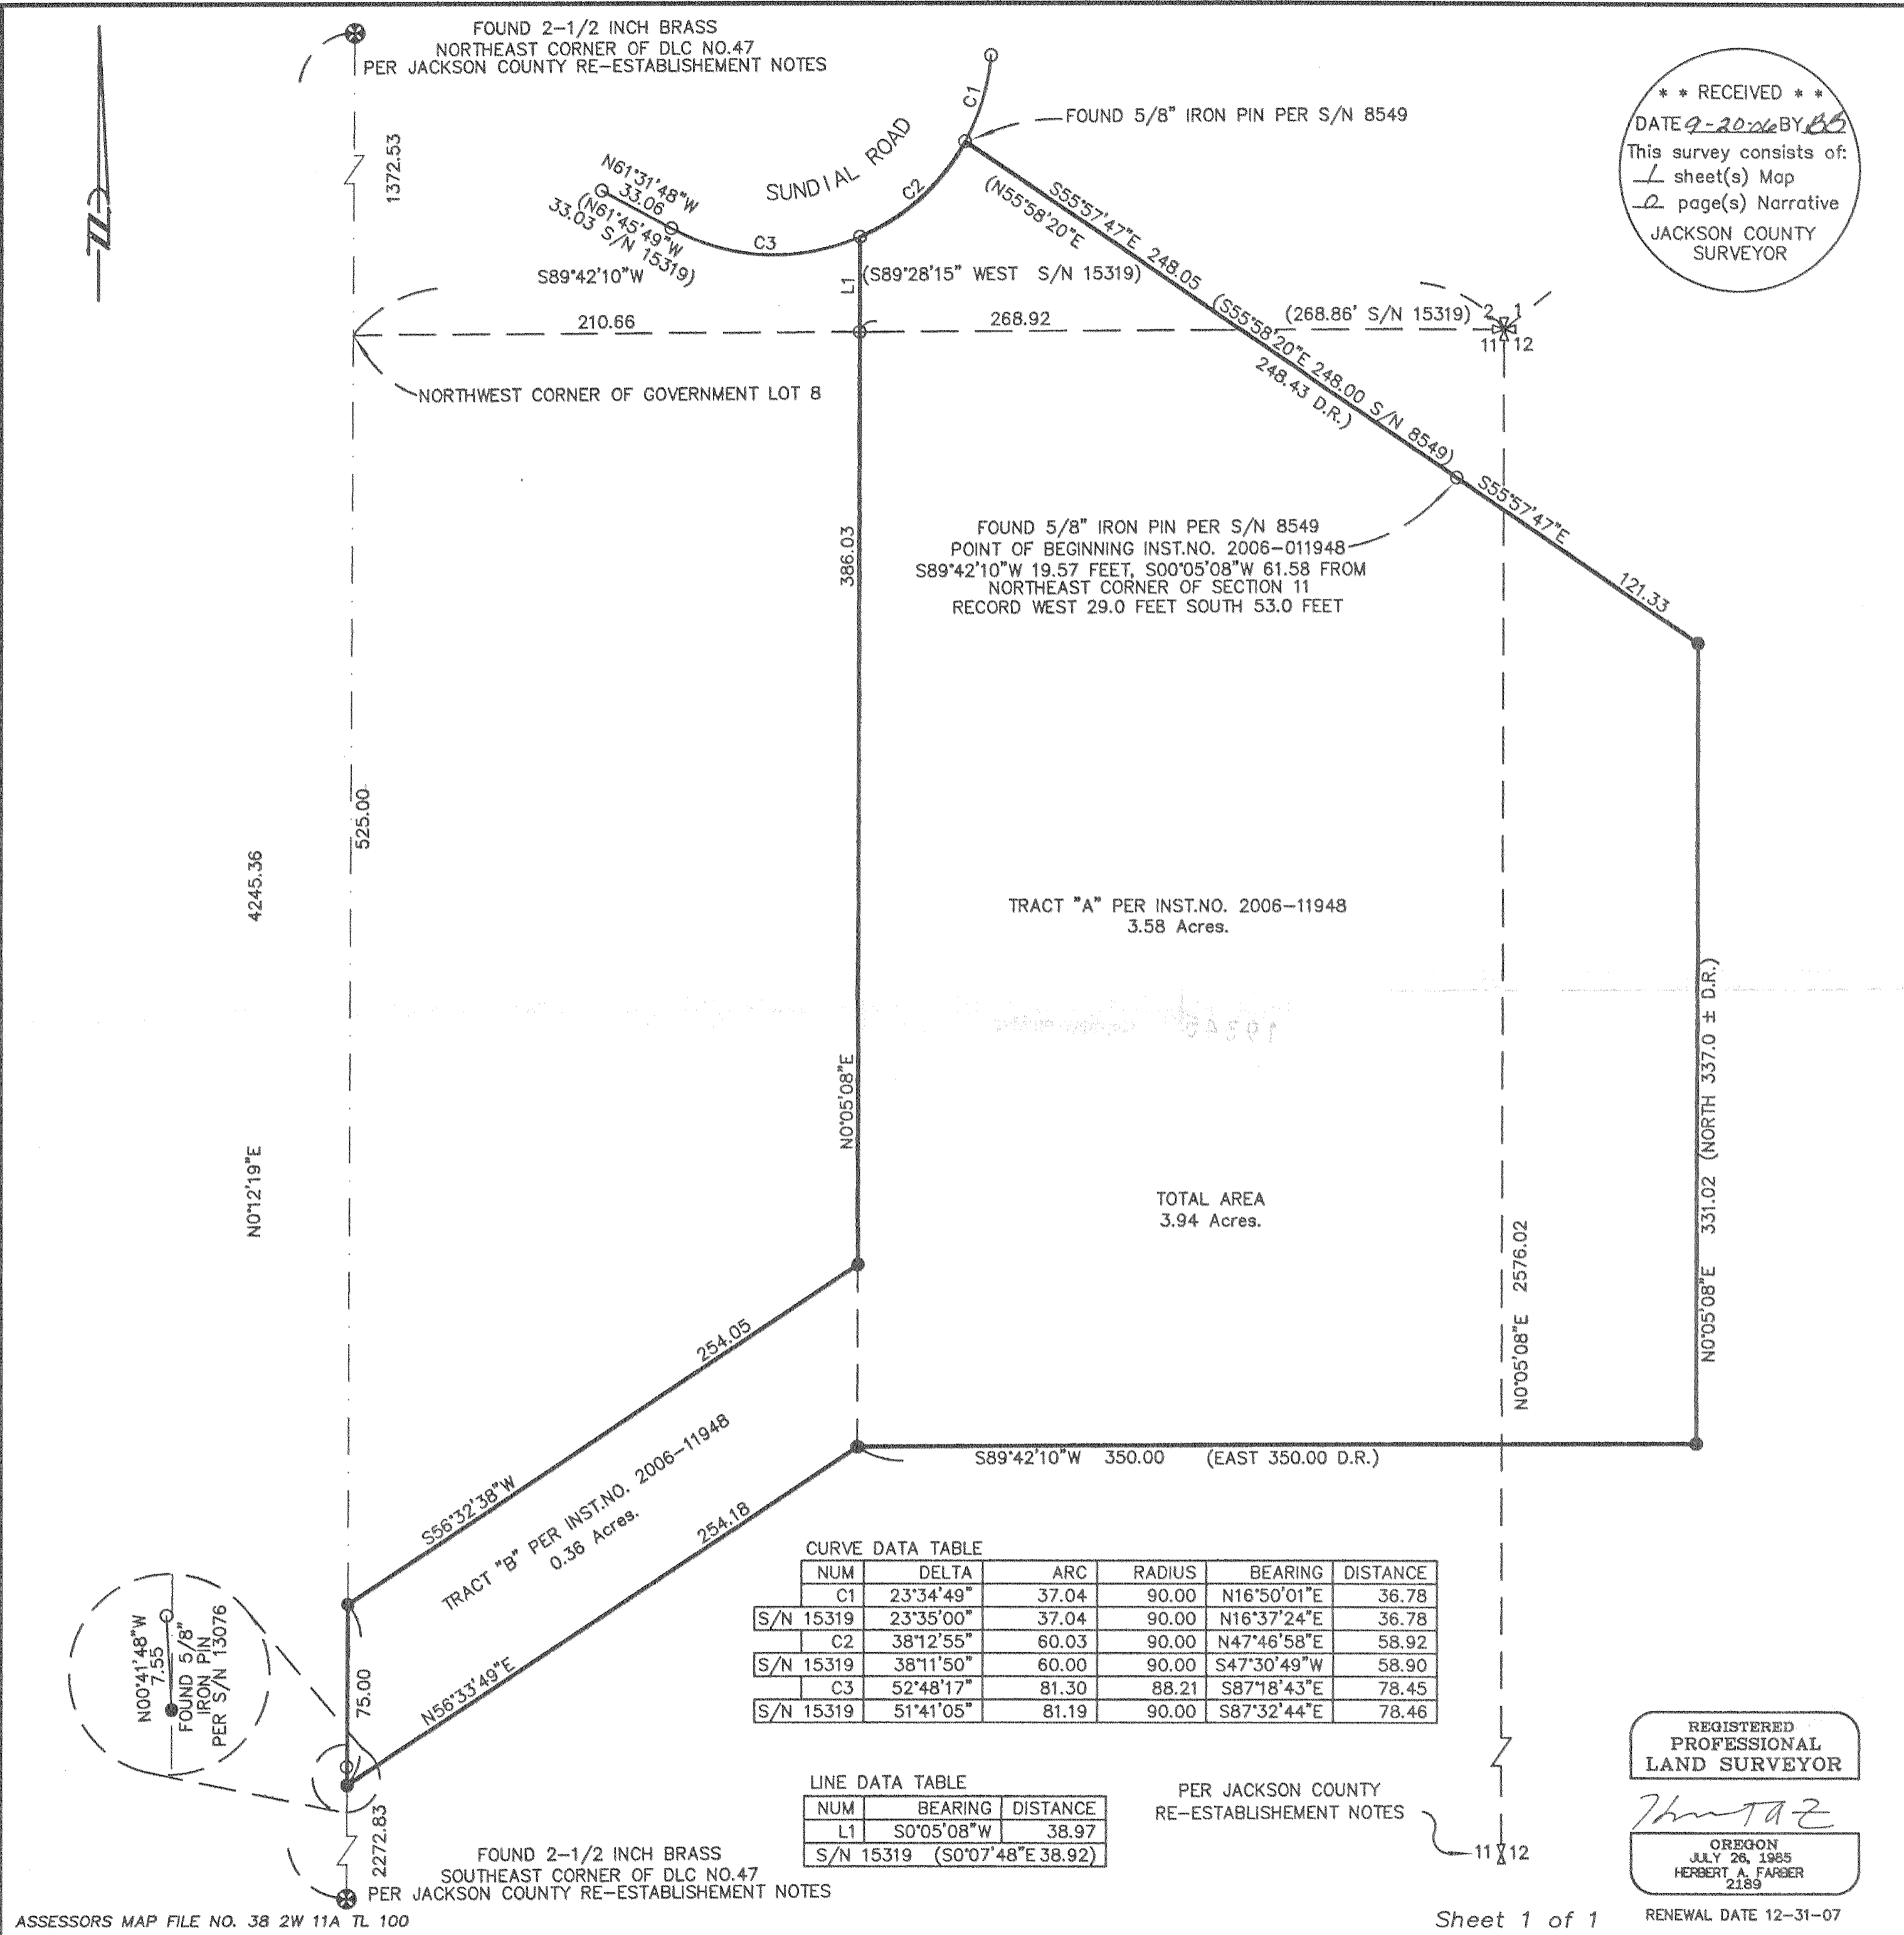 FOUND 2-1/2 INCH BRASS
NORTHEAST CORNER OF DLC NO.47
PER JACKSON COUNTY RE-ESTABLISHEMENT NOTES
1372.53
C1
FOUND 5/8" IRON PIN PER S/N 8549
* * RECEIVED * *
DATE 9-20-06 BY BB
This survey consists of:
1 sheet(s) Map
0 page(s) Narrative
JACKSON COUNTY
SURVEYOR
SUNDIAL ROAD
C2
C3
N61°31'48"W
33.06
(N61°45'49"W
33.03 S/N 15319)
S89°42'10"W
L1
(S89°28'15" WEST S/N 15319)
S55°57'47"E 248.05
(N55°58'20"E
(S55°58'20"E 248.00 S/N 8549)
248.43 D.R.)
210.66
268.92
(268.86' S/N 15319)
2 1
11 12
NORTHWEST CORNER OF GOVERNMENT LOT 8
S55°57'47"E
121.33
FOUND 5/8" IRON PIN PER S/N 8549
POINT OF BEGINNING INST.NO. 2006-011948
S89°42'10"W 19.57 FEET, S00°05'08"W 61.58 FROM
NORTHEAST CORNER OF SECTION 11
RECORD WEST 29.0 FEET SOUTH 53.0 FEET
386.03
525.00
4245.36
TRACT "A" PER INST.NO. 2006-11948
3.58 Acres.
N0°05'08"E
N0°12'19"E
TOTAL AREA
3.94 Acres.
N0°05'08"E 2576.02
N0°05'08"E 331.02 (NORTH 337.0 ± D.R.)
254.05
S56°32'38"W
TRACT "B" PER INST.NO. 2006-11948
0.36 Acres.
254.18
N56°33'49"E
S89°42'10"W 350.00 (EAST 350.00 D.R.)
75.00
N00°41'48"W
7.55
FOUND 5/8"
IRON PIN
PER S/N 13076
CURVE DATA TABLE
NUM DELTA ARC RADIUS BEARING DISTANCE
C1 23°34'49" 37.04 90.00 N16°50'01"E 36.78
S/N 15319 23°35'00" 37.04 90.00 N16°37'24"E 36.78
C2 38°12'55" 60.03 90.00 N47°46'58"E 58.92
S/N 15319 38°11'50" 60.00 90.00 S47°30'49"W 58.90
C3 52°48'17" 81.30 88.21 S87°18'43"E 78.45
S/N 15319 51°41'05" 81.19 90.00 S87°32'44"E 78.46
LINE DATA TABLE
NUM BEARING DISTANCE
L1 S0°05'08"W 38.97
S/N 15319 (S0°07'48"E 38.92)
PER JACKSON COUNTY
RE-ESTABLISHEMENT NOTES
11 12
2272.83
FOUND 2-1/2 INCH BRASS
SOUTHEAST CORNER OF DLC NO.47
PER JACKSON COUNTY RE-ESTABLISHEMENT NOTES
REGISTERED
PROFESSIONAL
LAND SURVEYOR
OREGON
JULY 26, 1985
HERBERT A. FARBER
2189
RENEWAL DATE 12-31-07
ASSESSORS MAP FILE NO. 38 2W 11A TL 100
Sheet 1 of 1